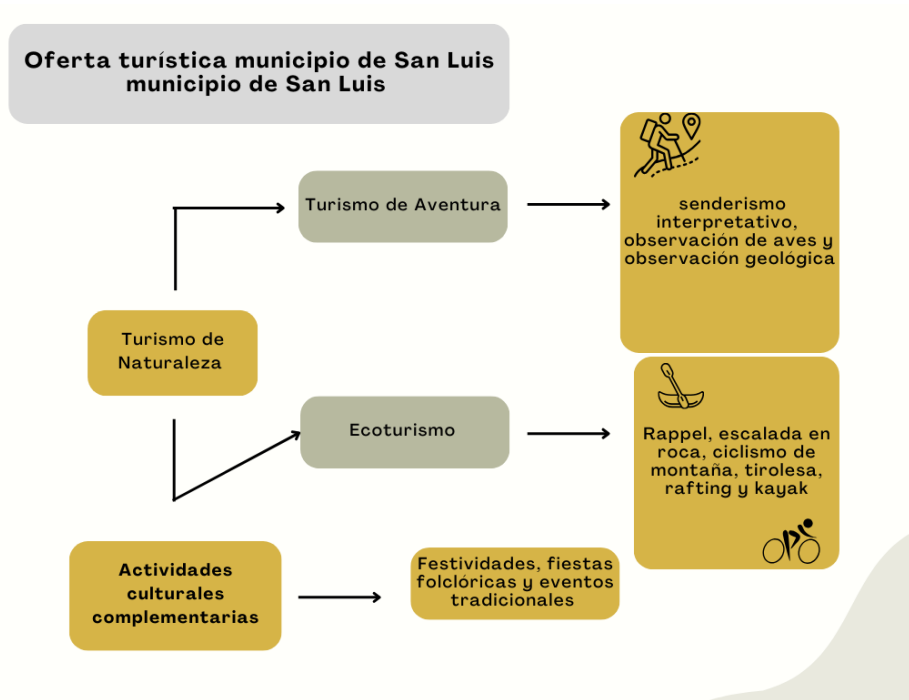 Oferta turística municipio de San Luis
municipio de San Luis
Turismo de Aventura
senderismo
interpretativo,
observación de aves y
observación geológica
Turismo de
Naturaleza
Ecoturismo
Rappel, escalada en
roca, ciclismo de
montaña, tirolesa,
rafting y kayak
Actividades
culturales
complementarias
Festividades, fiestas
folclóricas y eventos
tradicionales